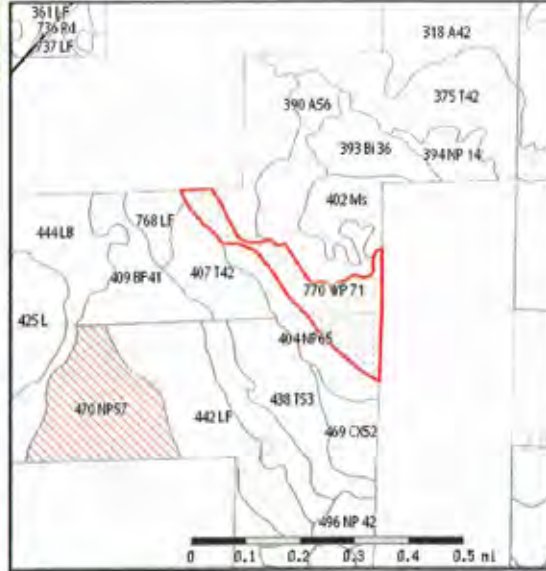 361 LF
736 Rd
737 LF
318 A42
375 T42
390 A56
393 Bi 36
394 NP 14
402 Ms
768 LF
444 LB
409 BF41
407 T42
770 WP 71
425 L
404 NP65
470 NP57
442 LF
438 T53
469 CX52
496 NP 42
0 0.1 0.2 0.3 0.4 0.5 mi